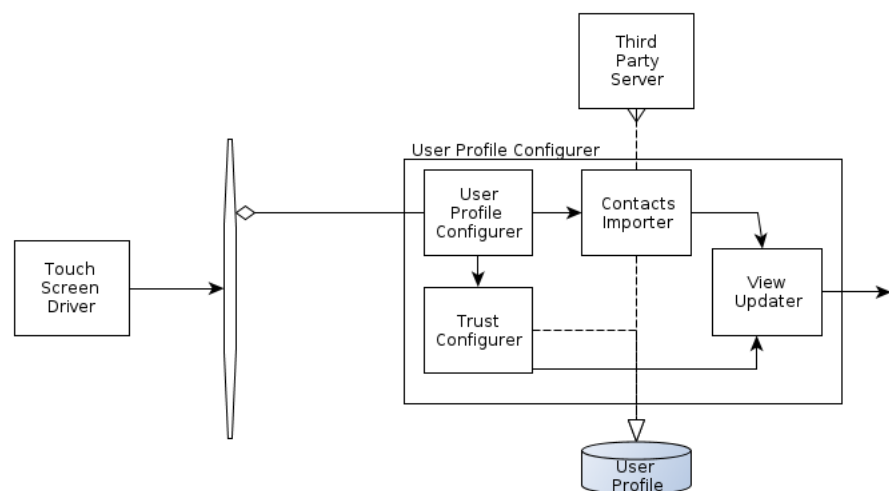 Third
Party
Server
User Profile Configurer
User
Profile
Configurer
Contacts
Importer
Touch
Screen
Driver
View
Updater
Trust
Configurer
User
Profile